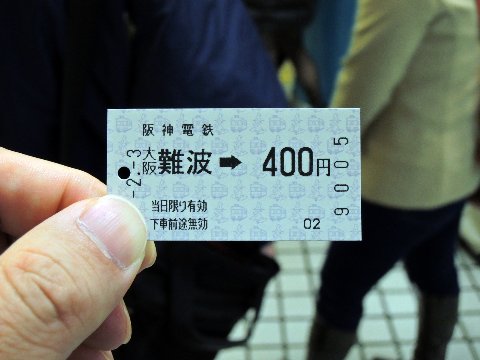 阪神電鉄
大阪難波➡400円
-2.-3
当日限り有効
下車前途無効
02
9005